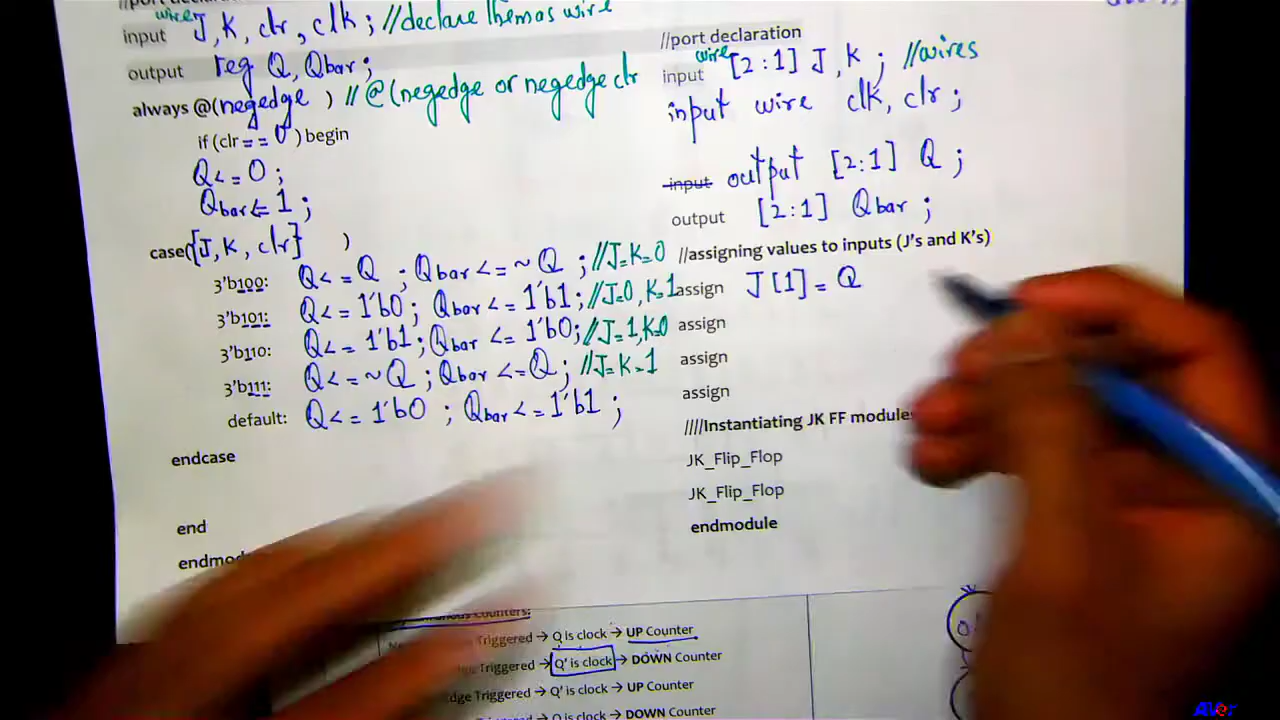 wire
input J, K, clr, clk ; //declare them as wire
output reg Q, Qbar ;
always @(negedge ) // @(negedge or negedge clr
if (clr == 0 ) begin
Q <= 0 ;
Qbar <= 1 ;
case({J, K, clr} )
3'b100: Q <= Q ; Qbar <= ~Q ; //J=K=0
3'b101: Q <= 1'b0 ; Qbar <= 1'b1 ; //J=0, K=1
3'b110: Q <= 1'b1 ; Qbar <= 1'b0; //J=1,K=0
3'b111: Q <= ~Q ; Qbar <= Q ; //J=K=1
default: Q <= 1'b0 ; Qbar <= 1'b1 ;
endcase
end
//port declaration
wire
input [2:1] J, K ; //wires
input wire clk, clr ;
input output [2:1] Q ;
output [2:1] Qbar ;
//assigning values to inputs (J's and K's)
assign J[1] = Q
assign
assign
assign
////Instantiating JK FF modules
JK_Flip_Flop
JK_Flip_Flop
endmodule
counters:
Triggered → Q is clock → UP Counter
Triggered → Q' is clock → DOWN Counter
Edge Triggered → Q' is clock → UP Counter
Triggered → Q is clock → DOWN Counter
AVer